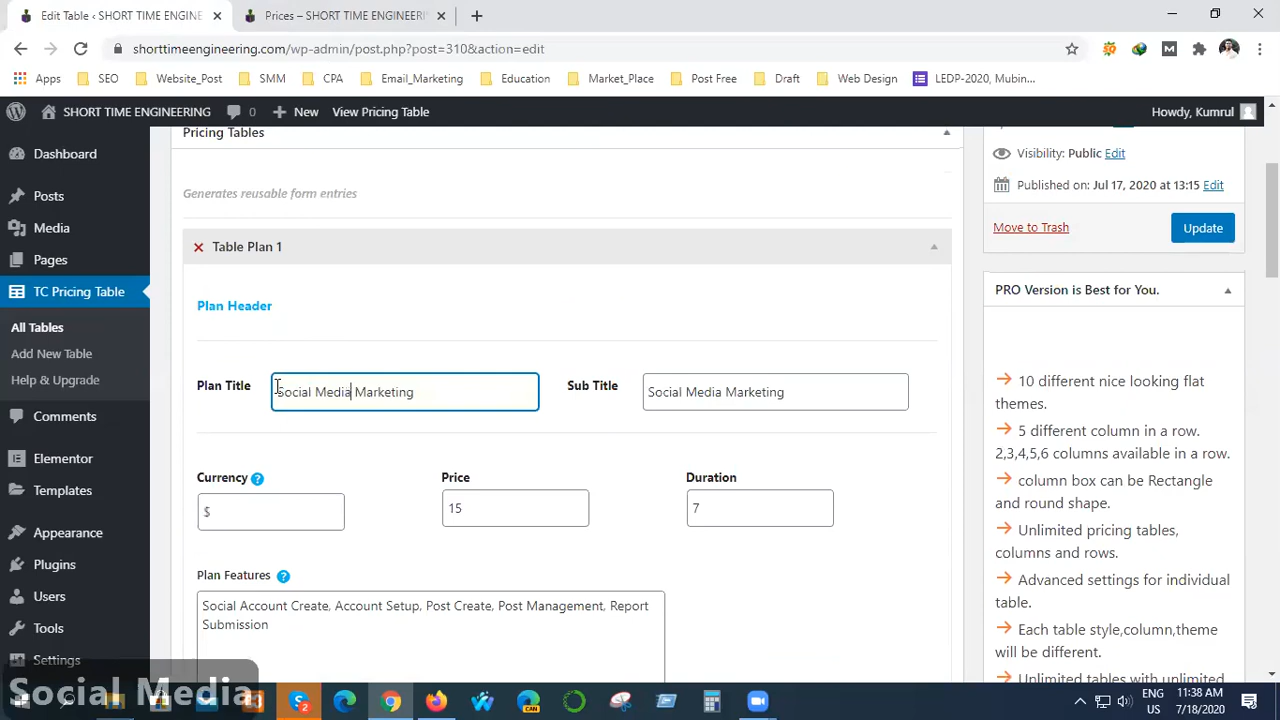 Edit Table ‹ SHORT TIME ENGINEERI
Prices – SHORT TIME ENGINEERIN
shorttimeengineering.com/wp-admin/post.php?post=310&action=edit
Apps
SEO
Website_Post
SMM
CPA
Email_Marketing
Education
Market_Place
Post Free
Draft
Web Design
LEDP-2020, Mubin...
SHORT TIME ENGINEERING
0
New
View Pricing Table
Howdy, Kumrul
Dashboard
Posts
Media
Pages
TC Pricing Table
All Tables
Add New Table
Help & Upgrade
Comments
Elementor
Templates
Appearance
Plugins
Users
Tools
Settings
Pricing Tables
Generates reusable form entries
Table Plan 1
Plan Header
Plan Title
Social Media Marketing
Sub Title
Social Media Marketing
Currency
Price
Duration
$
15
7
Plan Features
Social Account Create, Account Setup, Post Create, Post Management, Report
Submission
Visibility: Public Edit
Published on: Jul 17, 2020 at 13:15 Edit
Move to Trash
Update
PRO Version is Best for You.
10 different nice looking flat
themes.
5 different column in a row.
2,3,4,5,6 columns available in a row.
column box can be Rectangle
and round shape.
Unlimited pricing tables,
columns and rows.
Advanced settings for individual
table.
Each table style,column,theme
will be different.
Unlimited tables with unlimited
Social Media
ENG
US
11:38 AM
7/18/2020